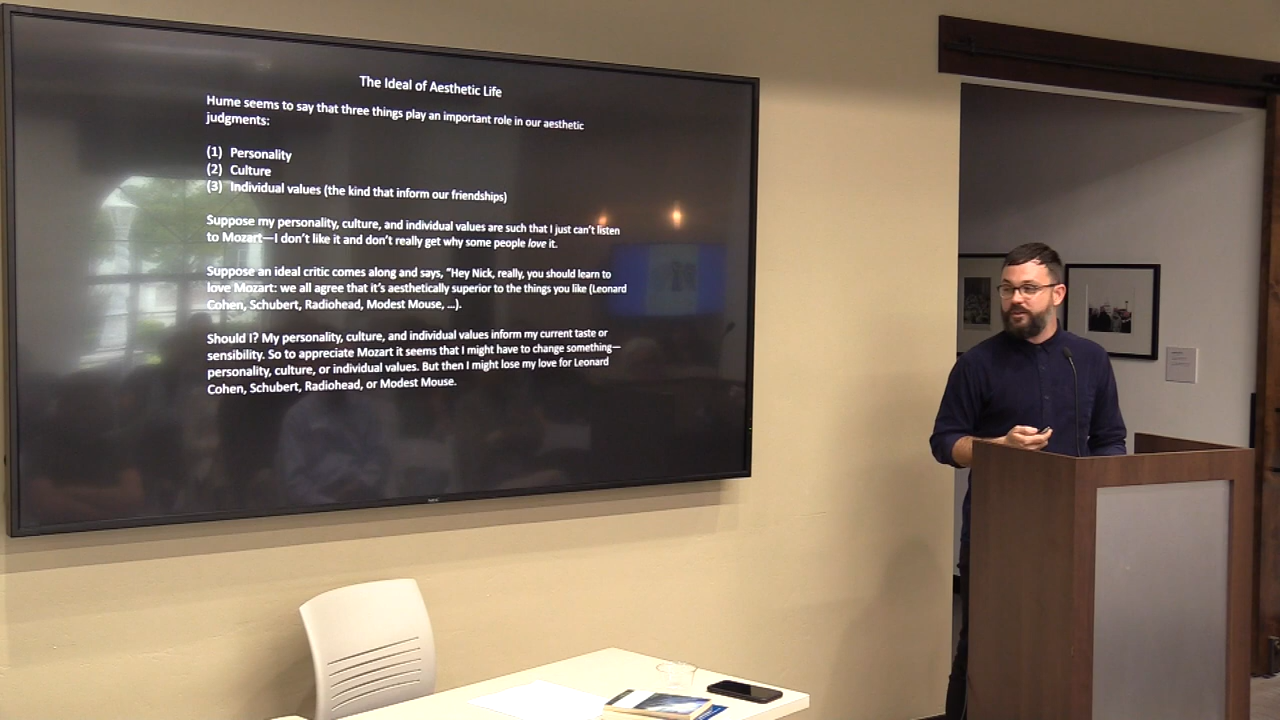 The Ideal of Aesthetic Life
Hume seems to say that three things play an important role in our aesthetic
judgments:
(1) Personality
(2) Culture
(3) Individual values (the kind that inform our friendships)
Suppose my personality, culture, and individual values are such that I just can't listen
to Mozart—I don't like it and don't really get why some people love it.
Suppose an ideal critic comes along and says, "Hey Nick, really, you should learn to
love Mozart: we all agree that it's aesthetically superior to the things you like (Leonard
Cohen, Schubert, Radiohead, Modest Mouse, ...).
Should I? My personality, culture, and individual values inform my current taste or
sensibility. So to appreciate Mozart it seems that I might have to change something—
personality, culture, or individual values. But then I might lose my love for Leonard
Cohen, Schubert, Radiohead, or Modest Mouse.